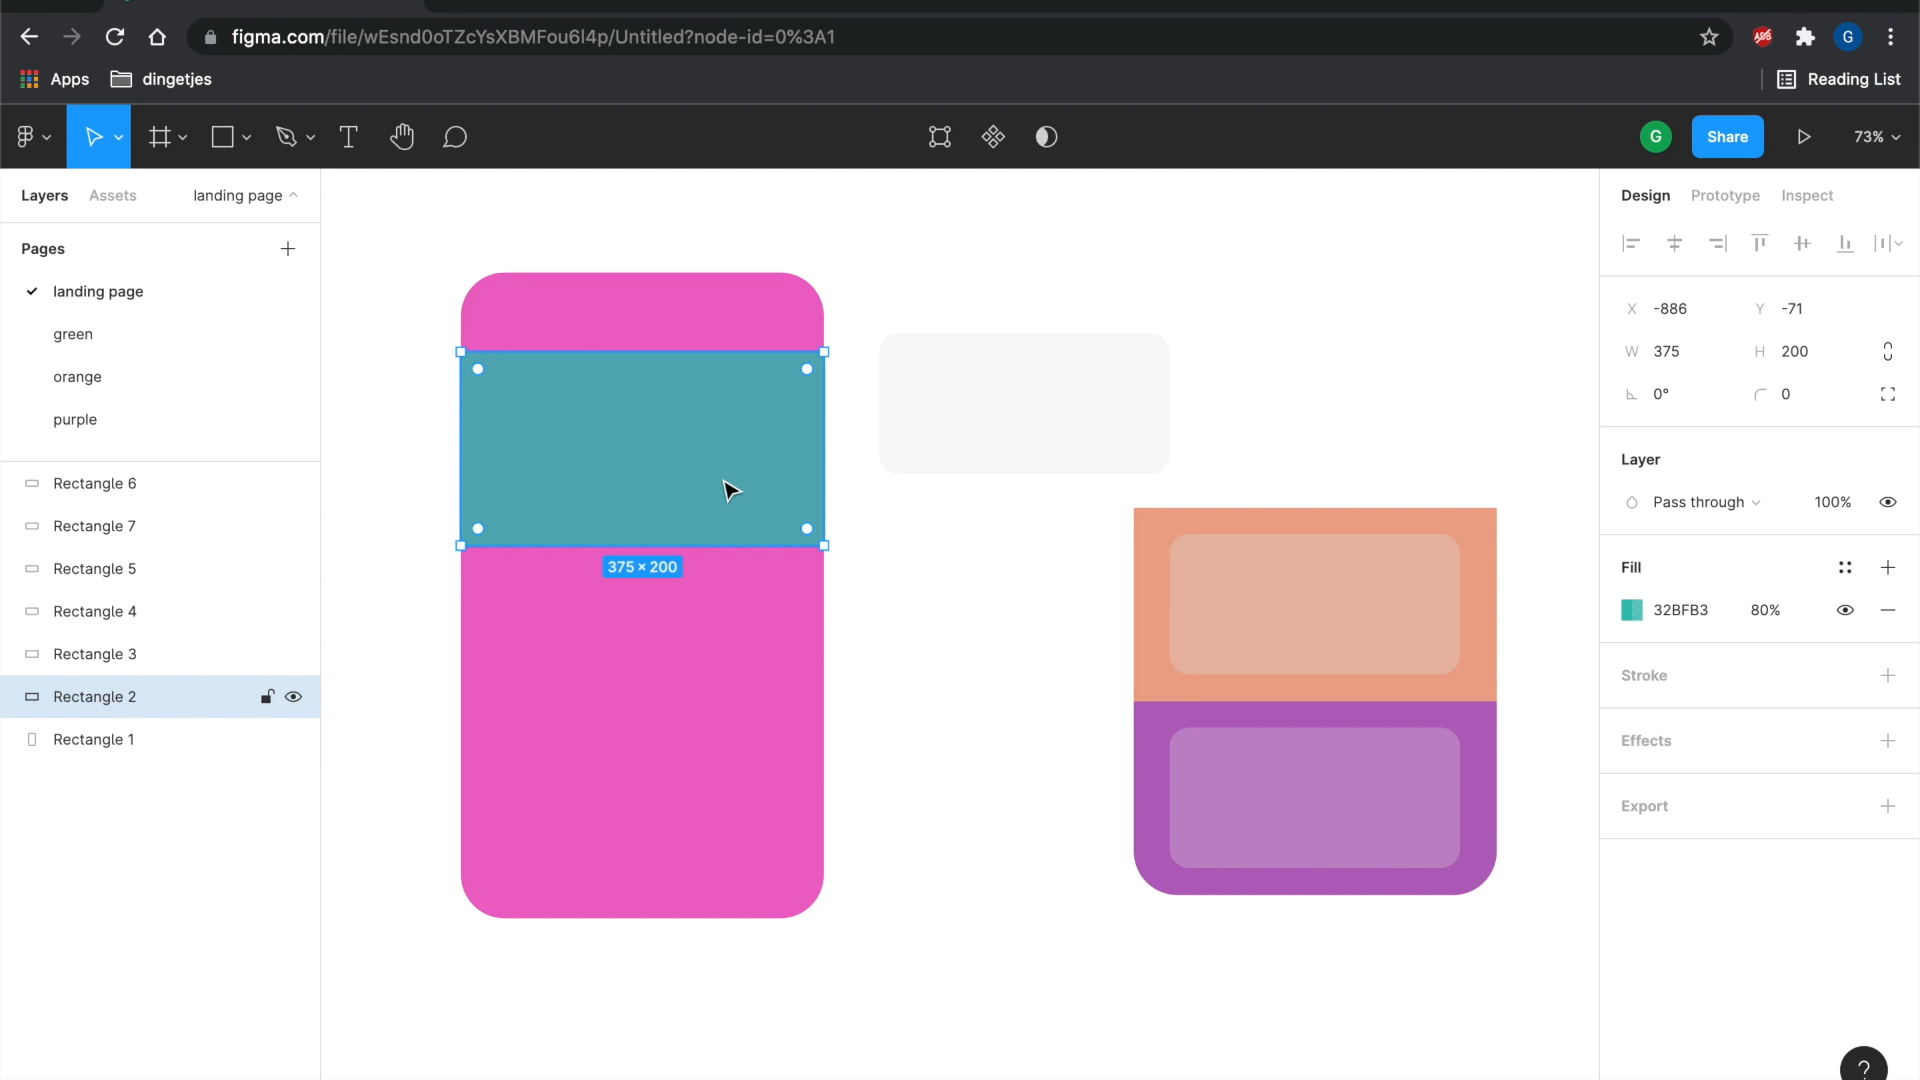 figma.com/file/wEsnd0oTZcYsXBMFou6l4p/Untitled?node-id=0%3A1
ABP
G
Apps
dingetjes
Reading List
G
Share
73%
Layers
Assets
landing page
Design
Prototype
Inspect
Pages
landing page
green
orange
purple
X -886
Y -71
W 375
H 200
0°
0
Rectangle 6
Rectangle 7
Rectangle 5
Rectangle 4
Rectangle 3
Rectangle 2
Rectangle 1
375 × 200
Layer
Pass through
100%
Fill
32BFB3
80%
Stroke
Effects
Export
?